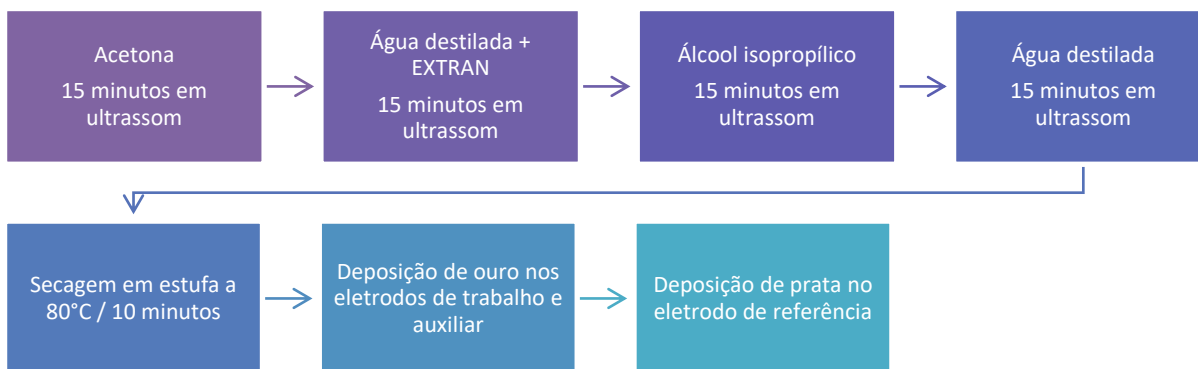 Acetona
15 minutos em
ultrassom
Água destilada +
EXTRAN
15 minutos em
ultrassom
Álcool isopropílico
15 minutos em
ultrassom
Água destilada
15 minutos em
ultrassom
Secagem em estufa a
80°C / 10 minutos
Deposição de ouro nos
eletrodos de trabalho e
auxiliar
Deposição de prata no
eletrodo de referência